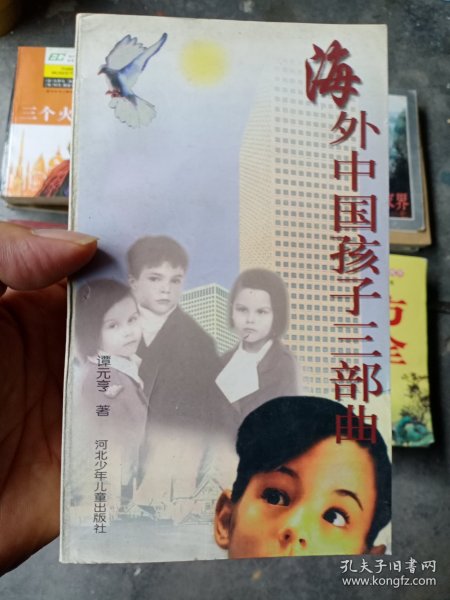 海外中国孩子三部曲
谭元亨 著
河北少年儿童出版社
三个火
孔夫子旧书网
www.kongfz.com